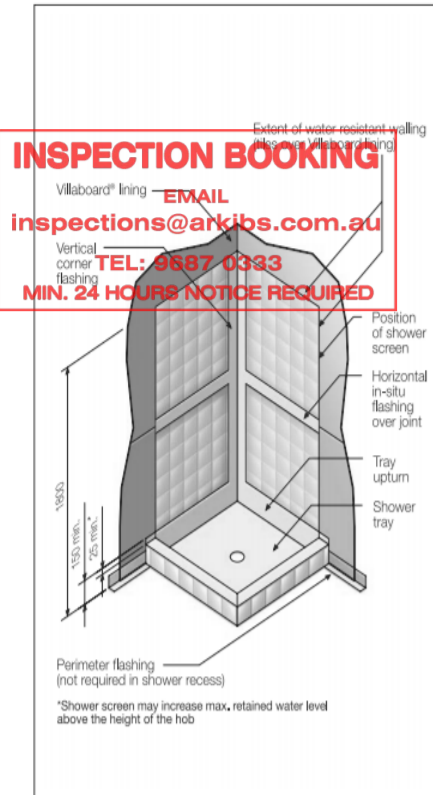 Extent of water resistant walling
(tiles over Villaboard lining)
INSPECTION BOOKING
Villaboard® lining
EMAIL
inspections@arkibs.com.au
Vertical
corner
flashing
TEL: 9687 0333
MIN. 24 HOURS NOTICE REQUIRED
Position
of shower
screen
Horizontal
in-situ
flashing
over joint
Tray
upturn
Shower
tray
1800
150 min.
25 min.*
Perimeter flashing
(not required in shower recess)
*Shower screen may increase max. retained water level
above the height of the hob